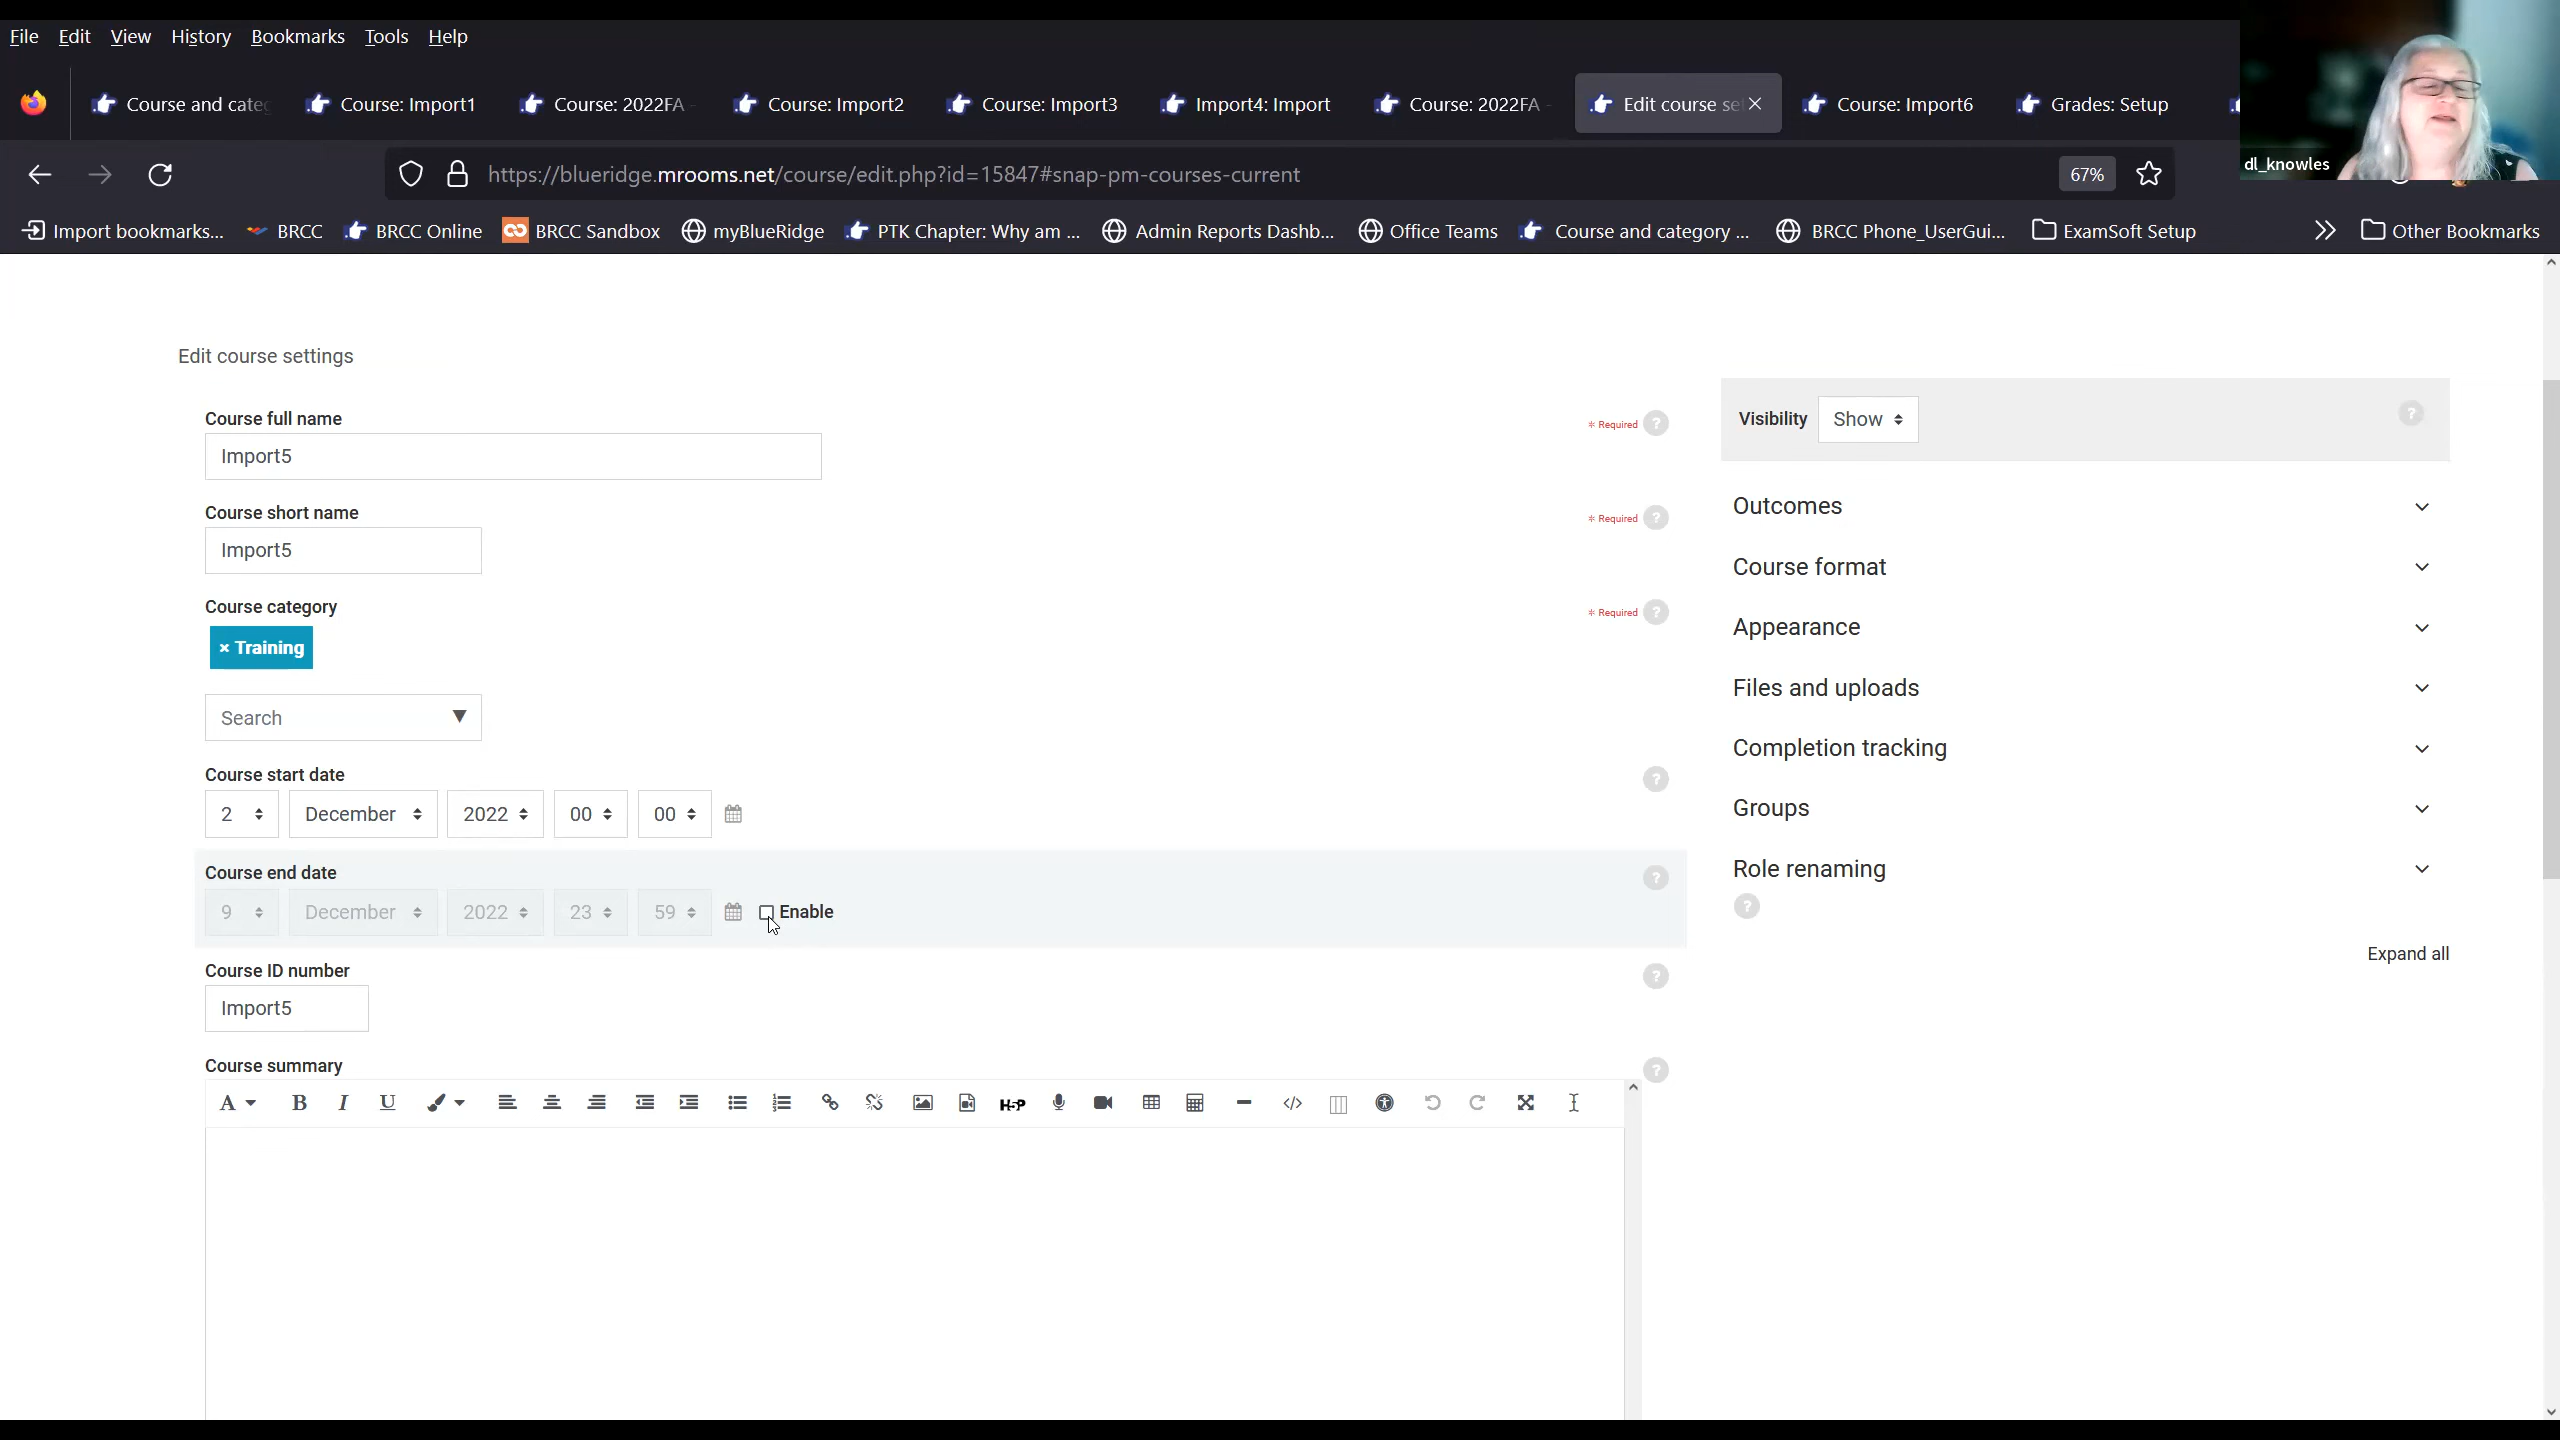 File Edit View History Bookmarks Tools Help
Course and categ Course: Import1 Course: 2022FA - Course: Import2 Course: Import3 Import4: Import Course: 2022FA - Edit course se Course: Import6 Grades: Setup
dl_knowles
https://blueridge.mrooms.net/course/edit.php?id=15847#snap-pm-courses-current 67%
Import bookmarks... BRCC BRCC Online BRCC Sandbox myBlueRidge PTK Chapter: Why am ... Admin Reports Dashb... Office Teams Course and category ... BRCC Phone_UserGui... ExamSoft Setup Other Bookmarks
Edit course settings
Course full name
* Required ?
Import5
Course short name
* Required ?
Import5
Course category
* Required ?
× Training
Search
Course start date
?
2 December 2022 00 00
Course end date
?
9 December 2022 23 59 Enable
Course ID number
?
Import5
Course summary
?
A B I U H5P
Visibility Show ?
Outcomes
Course format
Appearance
Files and uploads
Completion tracking
Groups
Role renaming
?
Expand all